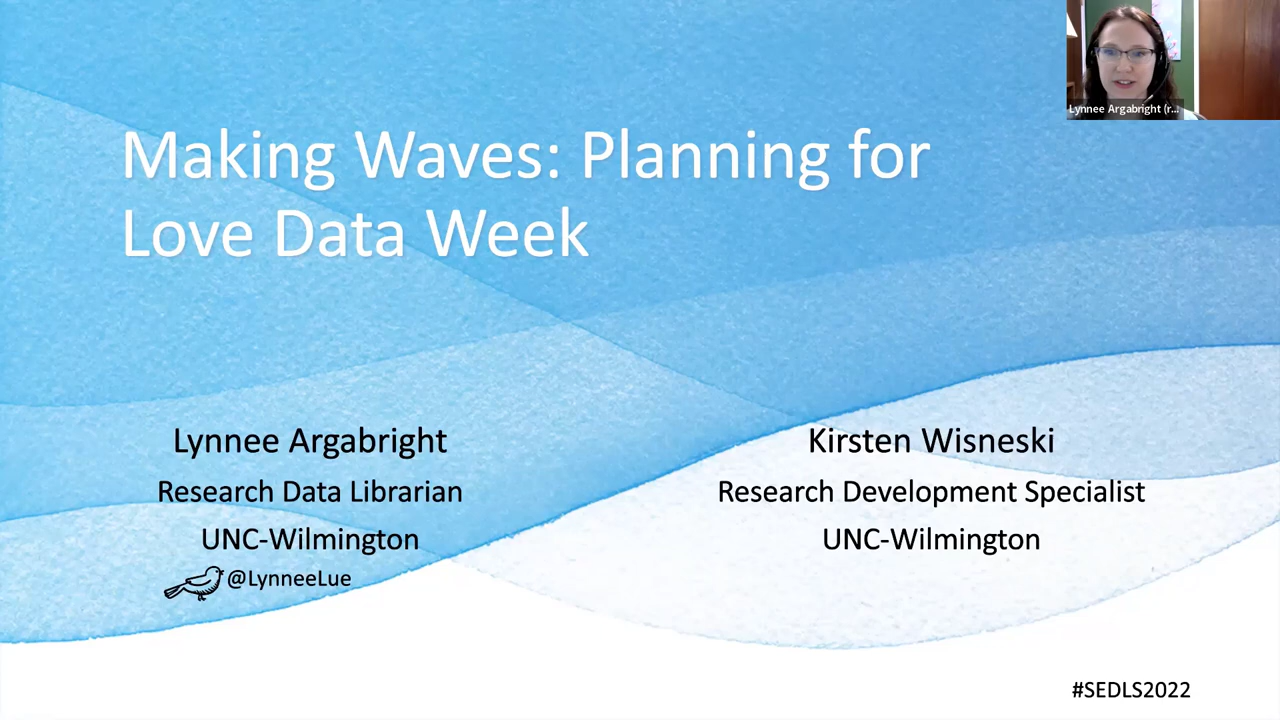 Lynnee Argabright (r...
Making Waves: Planning for
Love Data Week
Lynnee Argabright
Research Data Librarian
UNC-Wilmington
@LynneeLue
Kirsten Wisneski
Research Development Specialist
UNC-Wilmington
#SEDLS2022